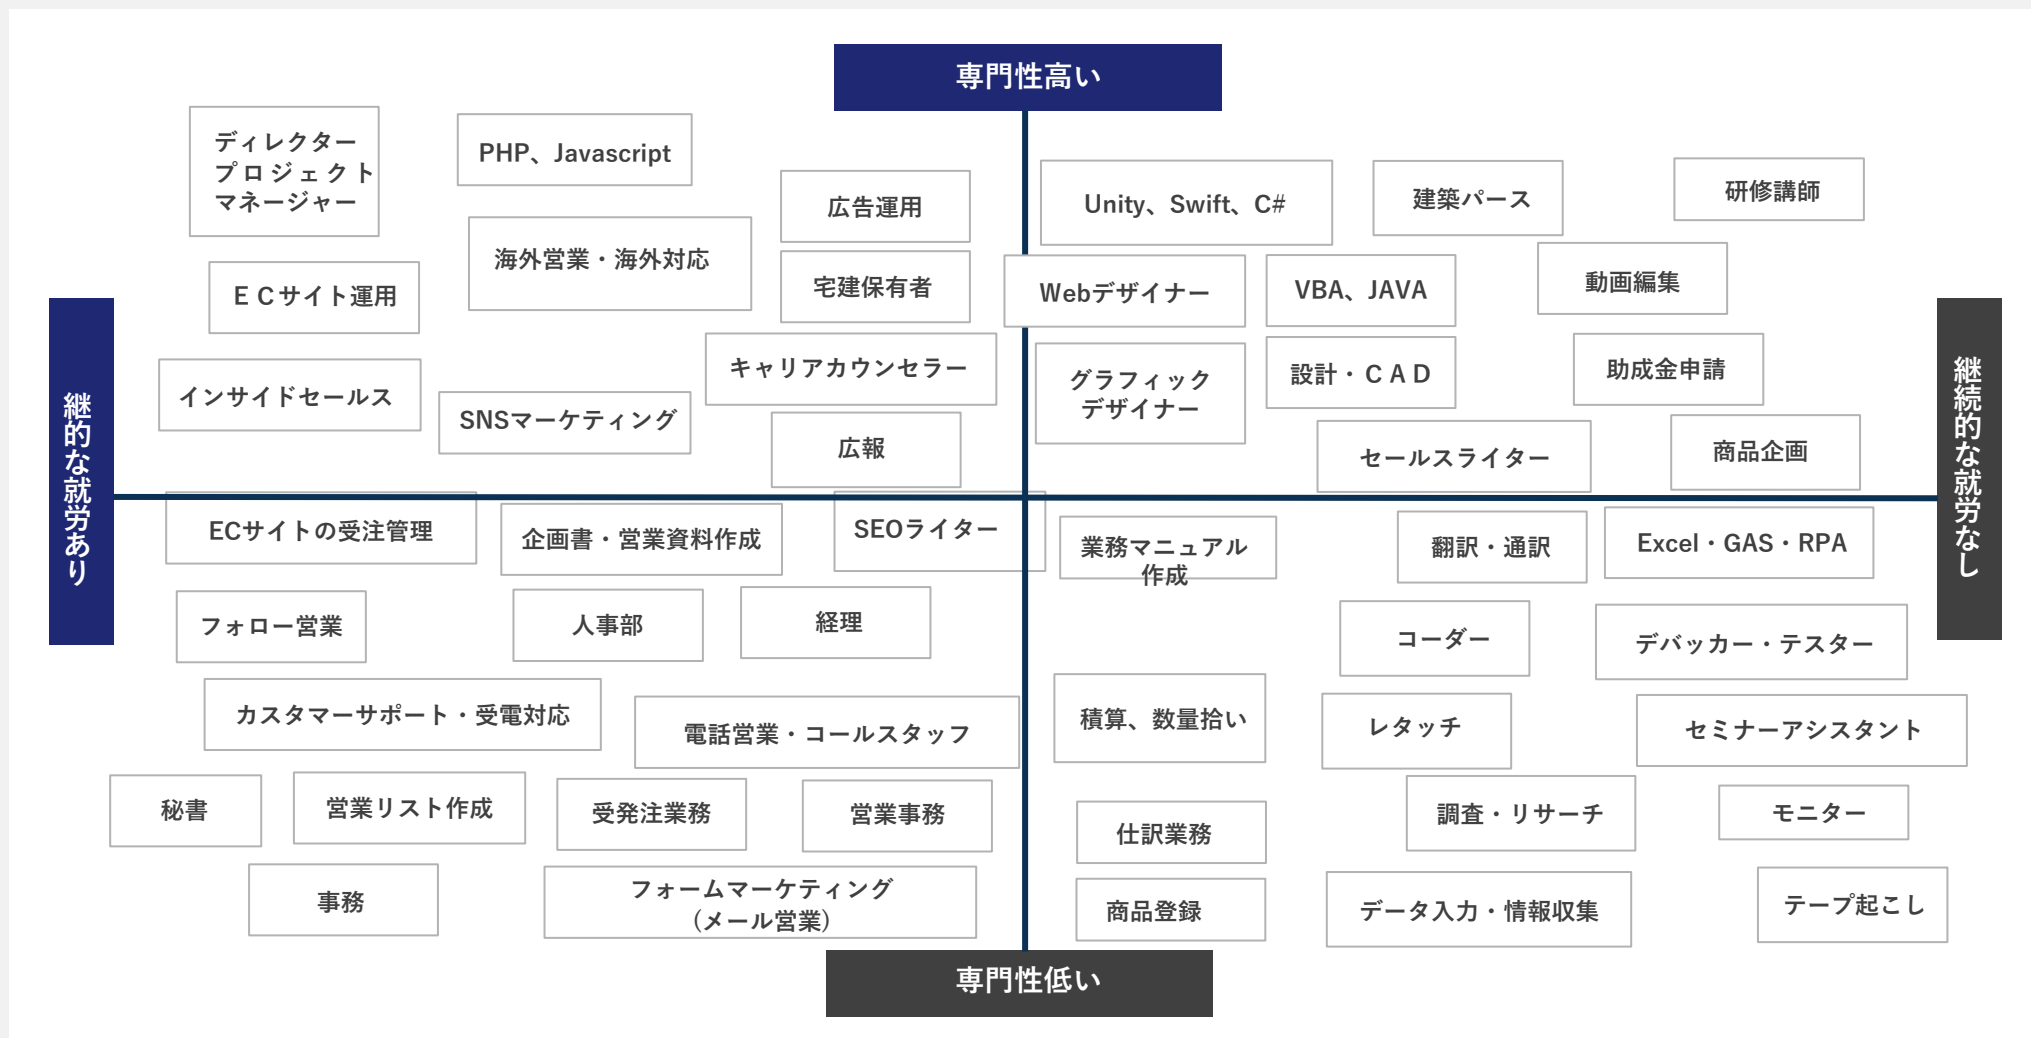 専門性高い
ディレクター
プロジェクト
マネージャー
PHP、Javascript
広告運用
海外営業・海外対応
ＥＣサイト運用
宅建保有者
キャリアカウンセラー
インサイドセールス
SNSマーケティング
広報
Unity、Swift、C#
建築パース
研修講師
Webデザイナー
VBA、JAVA
動画編集
グラフィック
デザイナー
設計・ＣＡＤ
助成金申請
セールスライター
商品企画
継的な就労あり
継続的な就労なし
ECサイトの受注管理
企画書・営業資料作成
SEOライター
フォロー営業
人事部
経理
カスタマーサポート・受電対応
電話営業・コールスタッフ
秘書
営業リスト作成
受発注業務
営業事務
事務
フォームマーケティング
(メール営業)
業務マニュアル
作成
翻訳・通訳
Excel・GAS・RPA
コーダー
デバッカー・テスター
積算、数量拾い
レタッチ
セミナーアシスタント
仕訳業務
調査・リサーチ
モニター
商品登録
データ入力・情報収集
テープ起こし
専門性低い